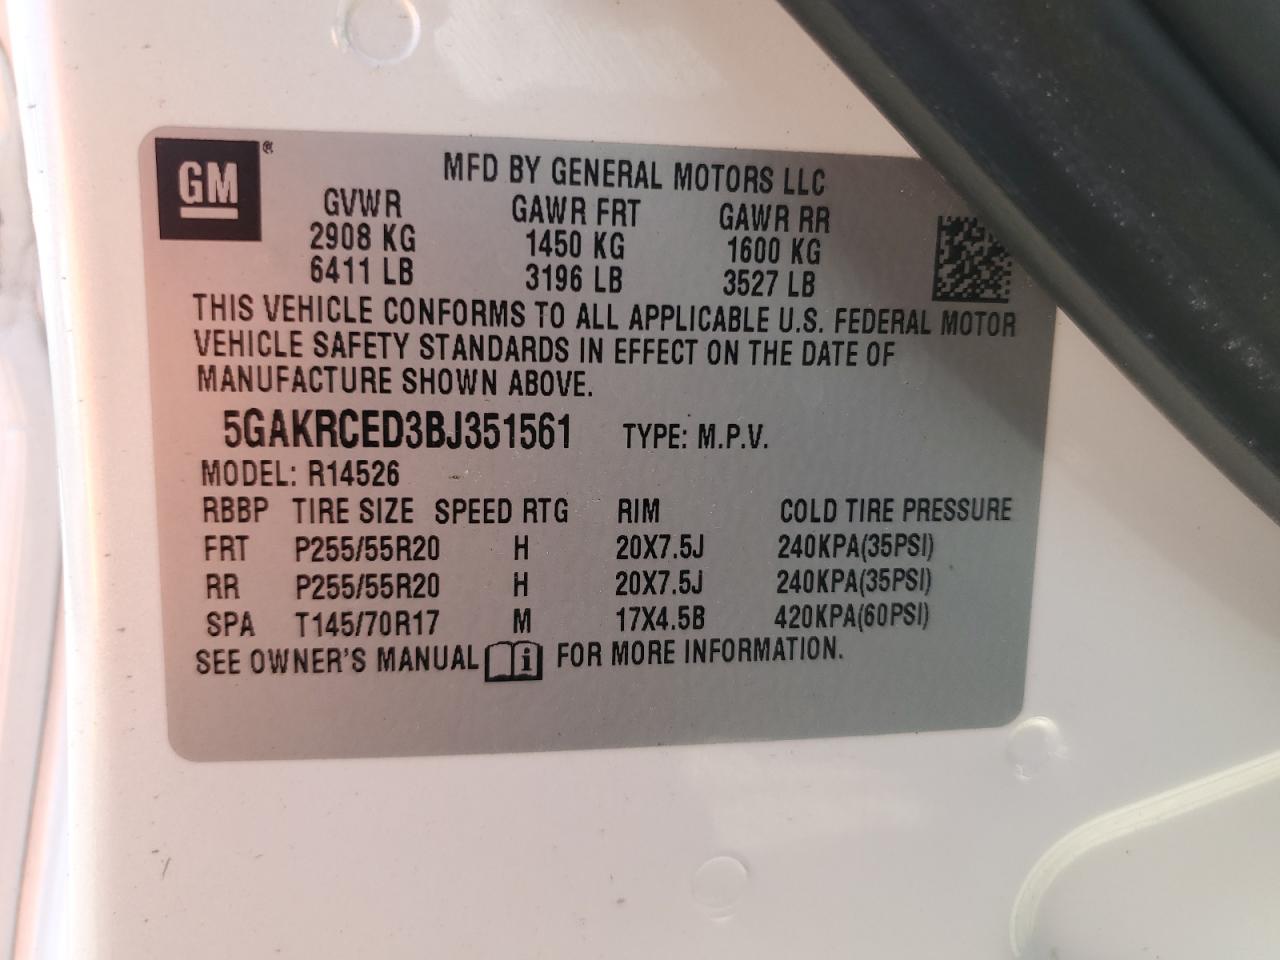 GM ®
MFD BY GENERAL MOTORS LLC
GVWR GAWR FRT GAWR RR
2908 KG 1450 KG 1600 KG
6411 LB 3196 LB 3527 LB
THIS VEHICLE CONFORMS TO ALL APPLICABLE U.S. FEDERAL MOTOR
VEHICLE SAFETY STANDARDS IN EFFECT ON THE DATE OF
MANUFACTURE SHOWN ABOVE.
5GAKRCED3BJ351561 TYPE: M.P.V.
MODEL: R14526
RBBP TIRE SIZE SPEED RTG RIM COLD TIRE PRESSURE
FRT P255/55R20 H 20X7.5J 240KPA(35PSI)
RR P255/55R20 H 20X7.5J 240KPA(35PSI)
SPA T145/70R17 M 17X4.5B 420KPA(60PSI)
SEE OWNER'S MANUAL i FOR MORE INFORMATION.